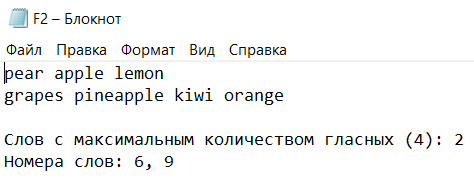 F2 – Блокнот
Файл Правка Формат Вид Справка
pear apple lemon
grapes pineapple kiwi orange
Слов с максимальным количеством гласных (4): 2
Номера слов: 6, 9